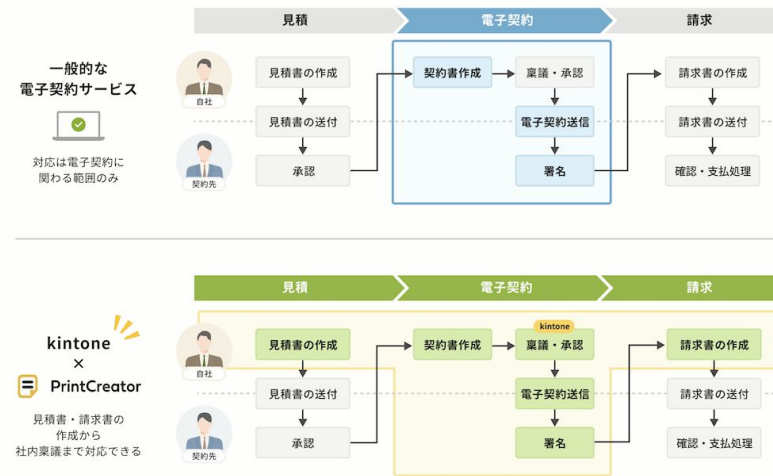 見積
電子契約
請求
一般的な
電子契約サービス
対応は電子契約に
関わる範囲のみ
自社
契約先
見積書の作成
見積書の送付
承認
契約書作成
稟議・承認
電子契約送信
署名
請求書の作成
請求書の送付
確認・支払処理
見積
電子契約
請求
kintone
×
PrintCreator
見積書・請求書の
作成から
社内稟議まで対応できる
自社
契約先
見積書の作成
見積書の送付
承認
契約書作成
kintone
稟議・承認
電子契約送信
署名
請求書の作成
請求書の送付
確認・支払処理